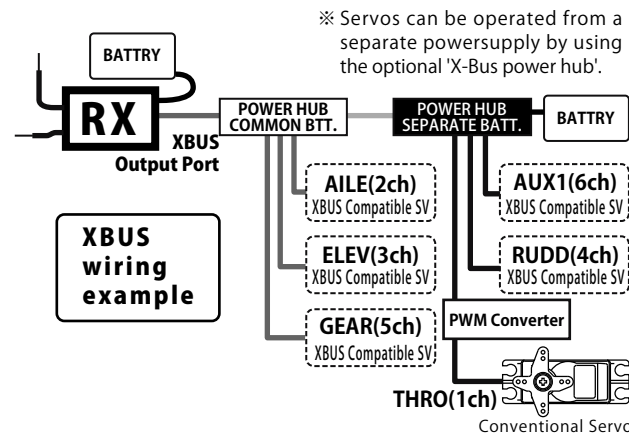 ※ Servos can be operated from a
separate powersupply by using
the optional 'X-Bus power hub'.
BATTRY
RX
XBUS
Output Port
POWER HUB
COMMON BTT.
POWER HUB
SEPARATE BATT.
BATTRY
AILE(2ch)
XBUS Compatible SV
AUX1(6ch)
XBUS Compatible SV
XBUS
wiring
example
ELEV(3ch)
XBUS Compatible SV
RUDD(4ch)
XBUS Compatible SV
GEAR(5ch)
XBUS Compatible SV
PWM Converter
THRO(1ch)
Conventional Servo